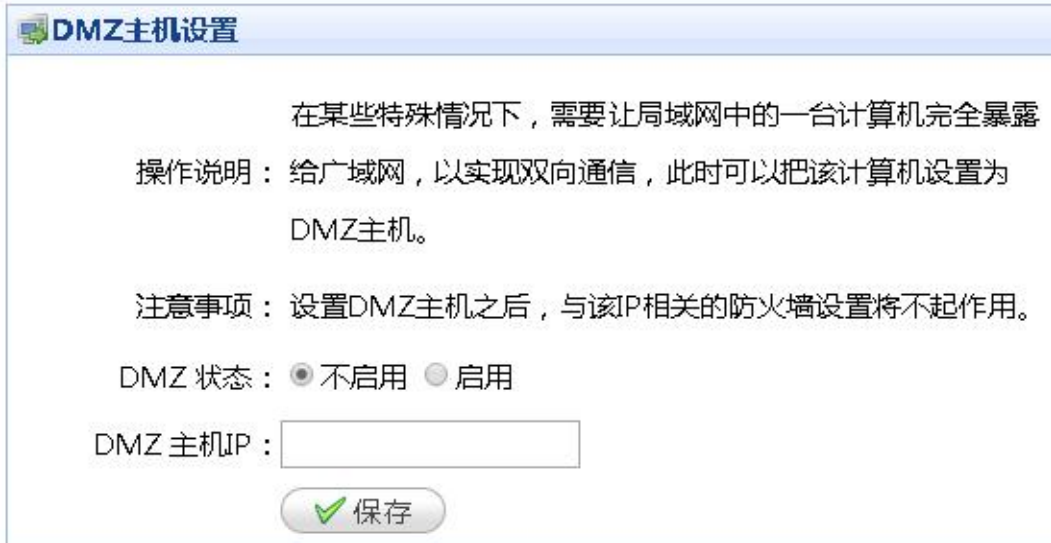 DMZ主机设置
在某些特殊情况下，需要让局域网中的一台计算机完全暴露
操作说明：给广域网，以实现双向通信，此时可以把该计算机设置为
DMZ主机。
注意事项：设置DMZ主机之后，与该IP相关的防火墙设置将不起作用。
DMZ 状态：不启用 启用
DMZ 主机IP：
保存